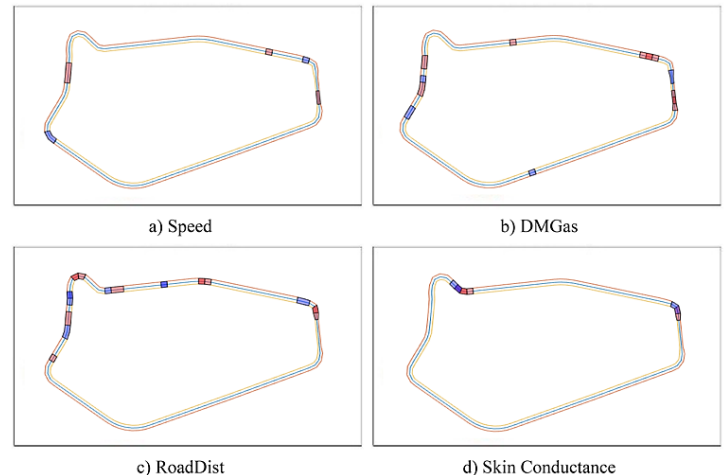 a) Speed
b) DMGas
c) RoadDist
d) Skin Conductance